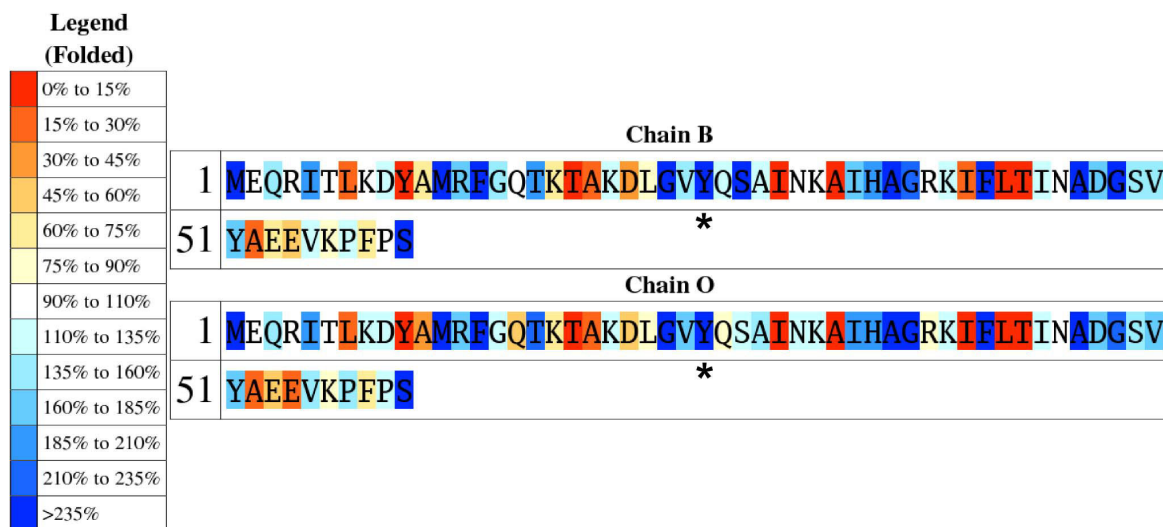 Legend
(Folded)
0% to 15%
15% to 30%
30% to 45%
45% to 60%
60% to 75%
75% to 90%
90% to 110%
110% to 135%
135% to 160%
160% to 185%
185% to 210%
210% to 235%
>235%
Chain B
1 MEQRITLKDYAMRFGQTKTAKDLGVYQSAINKAIHAGRKIFLTINADGSV
51 YAEEVKPFPS
*
Chain O
1 MEQRITLKDYAMRFGQTKTAKDLGVYQSAINKAIHAGRKIFLTINADGSV
51 YAEEVKPFPS
*